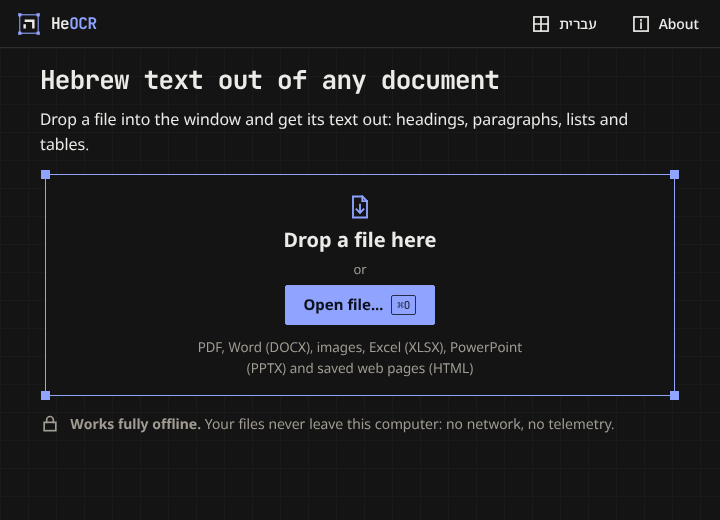 ה HeOCR
עברית
About
Hebrew text out of any document
Drop a file into the window and get its text out: headings, paragraphs, lists and
tables.
Drop a file here
or
Open file... ⌘O
PDF, Word (DOCX), images, Excel (XLSX), PowerPoint
(PPTX) and saved web pages (HTML)
Works fully offline. Your files never leave this computer: no network, no telemetry.